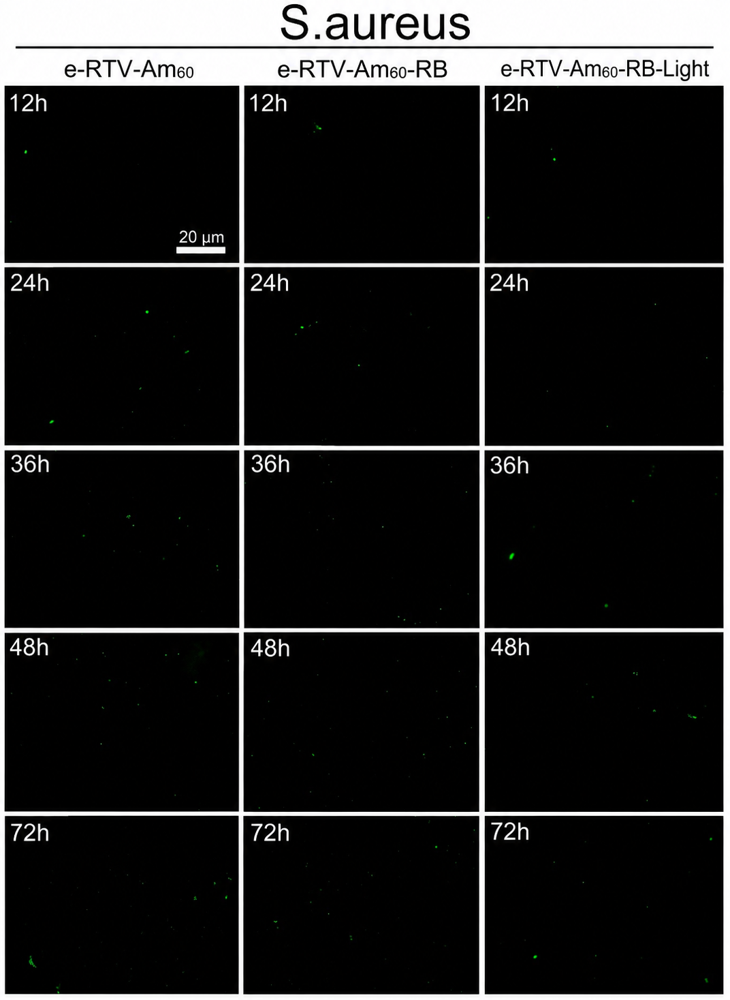 S.aureus
e-RTV-Am60 e-RTV-Am60-RB e-RTV-Am60-RB-Light
12h 12h 12h
20 μm
24h 24h 24h
36h 36h 36h
48h 48h 48h
72h 72h 72h